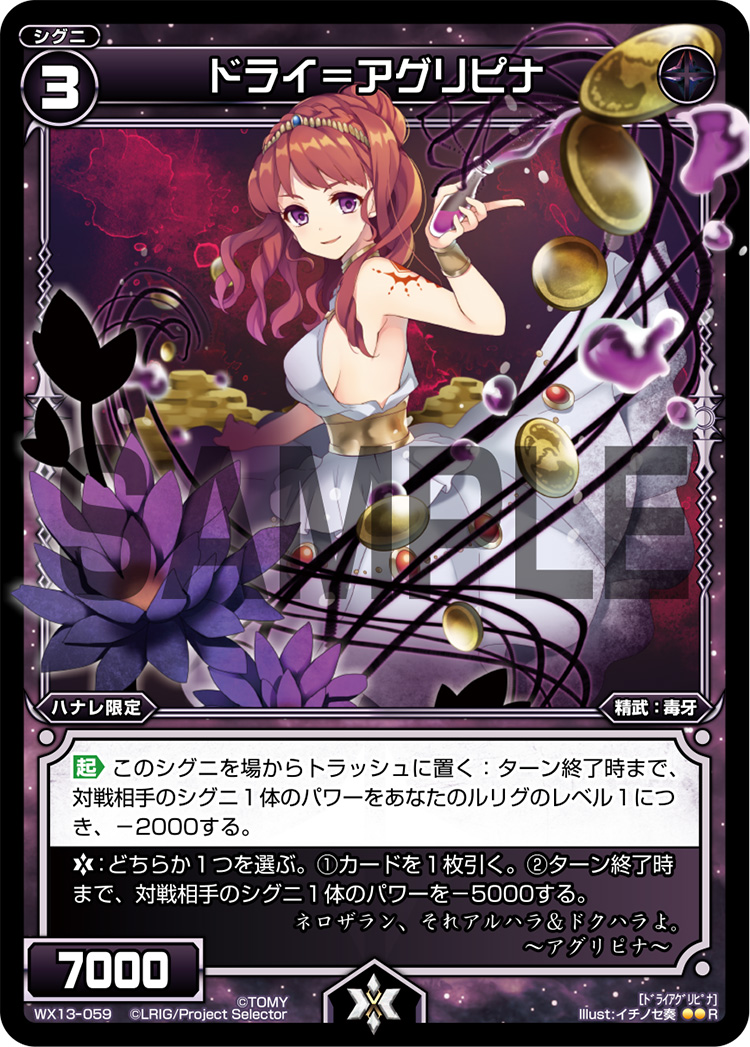 シグニ
3
ドライ＝アグリピナ
SAMPLE
ハナレ限定
精武：毒牙
起 このシグニを場からトラッシュに置く：ターン終了時まで、
対戦相手のシグニ１体のパワーをあなたのルリグのレベル１につ
き、－2000する。
：どちらか１つを選ぶ。①カードを１枚引く。②ターン終了時
まで、対戦相手のシグニ１体のパワーを－5000する。
ネロザラン、それアルハラ＆ドクハラよ。
～アグリピナ～
7000
©TOMY
[ﾄﾞﾗｲｱｸﾞﾘﾋﾟﾅ]
WX13-059 ©LRIG/Project Selector
Illust:イチノセ奏 R